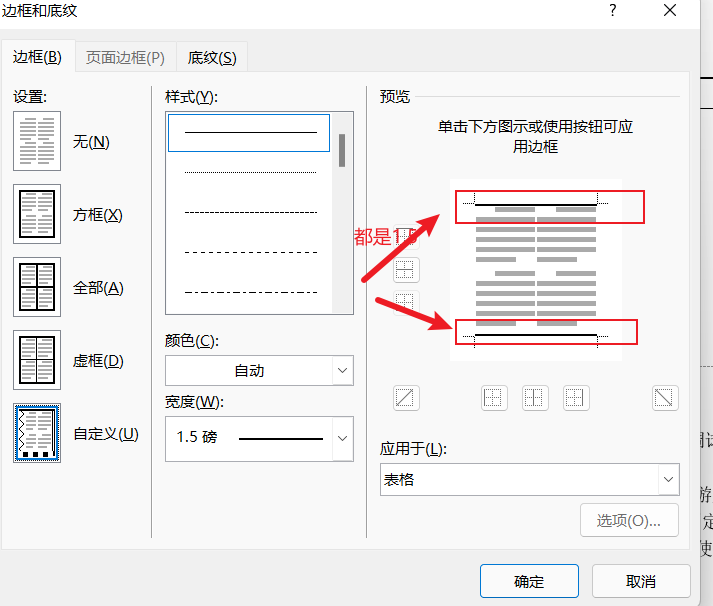 边框和底纹
?
边框(B)
页面边框(P)
底纹(S)
设置:
无(N)
方框(X)
全部(A)
虚框(D)
自定义(U)
样式(Y):
颜色(C):
自动
宽度(W):
1.5 磅
预览
单击下方图示或使用按钮可应
用边框
都是1.5
应用于(L):
表格
选项(O)...
确定
取消
游
定
使